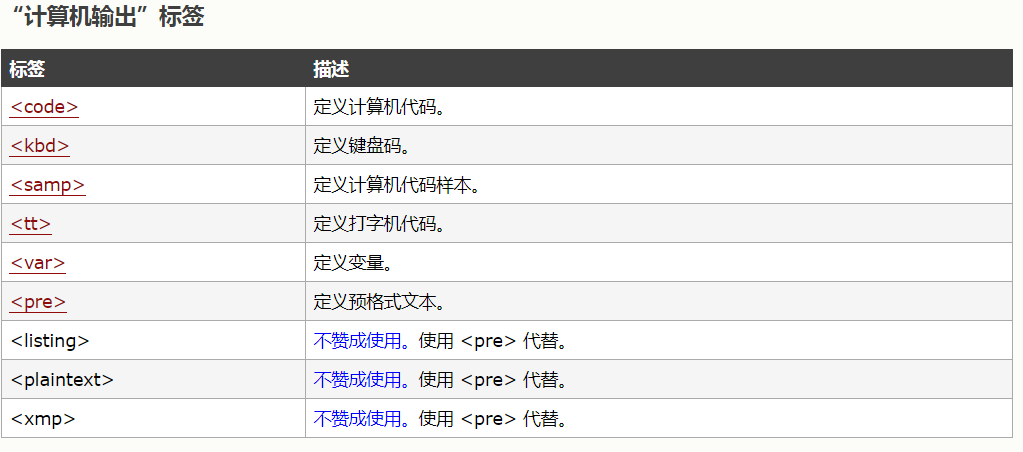 “计算机输出”标签
标签 描述
<code> 定义计算机代码。
<kbd> 定义键盘码。
<samp> 定义计算机代码样本。
<tt> 定义打字机代码。
<var> 定义变量。
<pre> 定义预格式文本。
<listing> 不赞成使用。使用 <pre> 代替。
<plaintext> 不赞成使用。使用 <pre> 代替。
<xmp> 不赞成使用。使用 <pre> 代替。